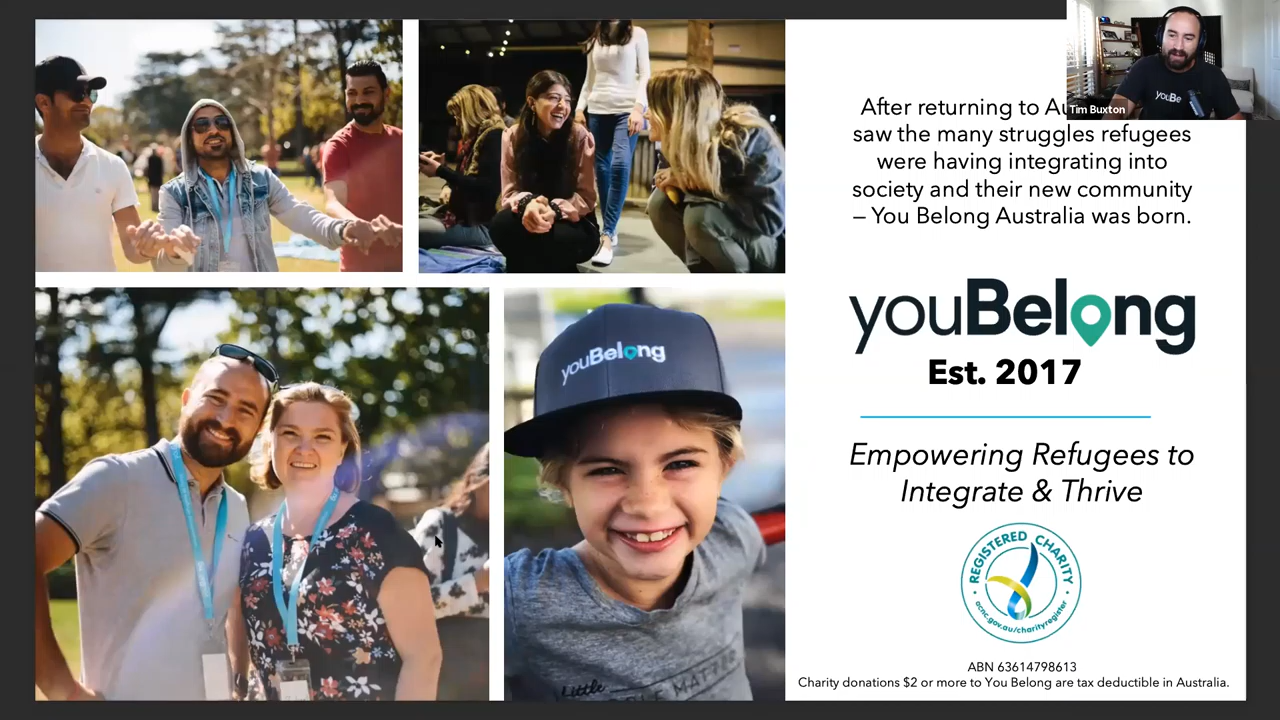 After returning to Au
saw the many struggles refugees
were having integrating into
society and their new community
– You Belong Australia was born.
youBelong
Est. 2017
Empowering Refugees to
Integrate & Thrive
REGISTERED CHARITY
acnc.gov.au/charityregister
ABN 63614798613
Charity donations $2 or more to You Belong are tax deductible in Australia.
Tim Buxton
youBe
youBelong
Little